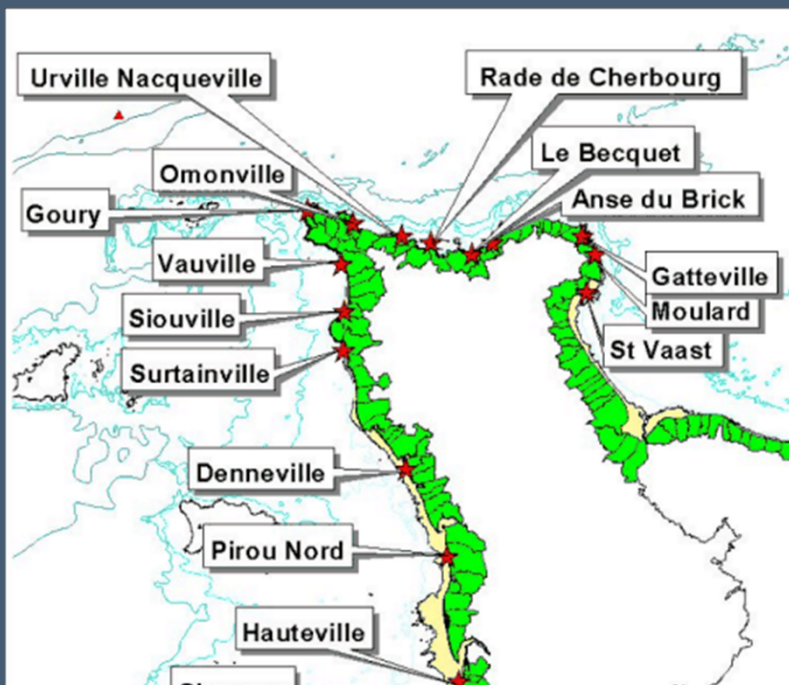 Urville Nacqueville
Rade de Cherbourg
Le Becquet
Omonville
Anse du Brick
Goury
Vauville
Gatteville
Moulard
Siouville
St Vaast
Surtainville
Denneville
Pirou Nord
Hauteville